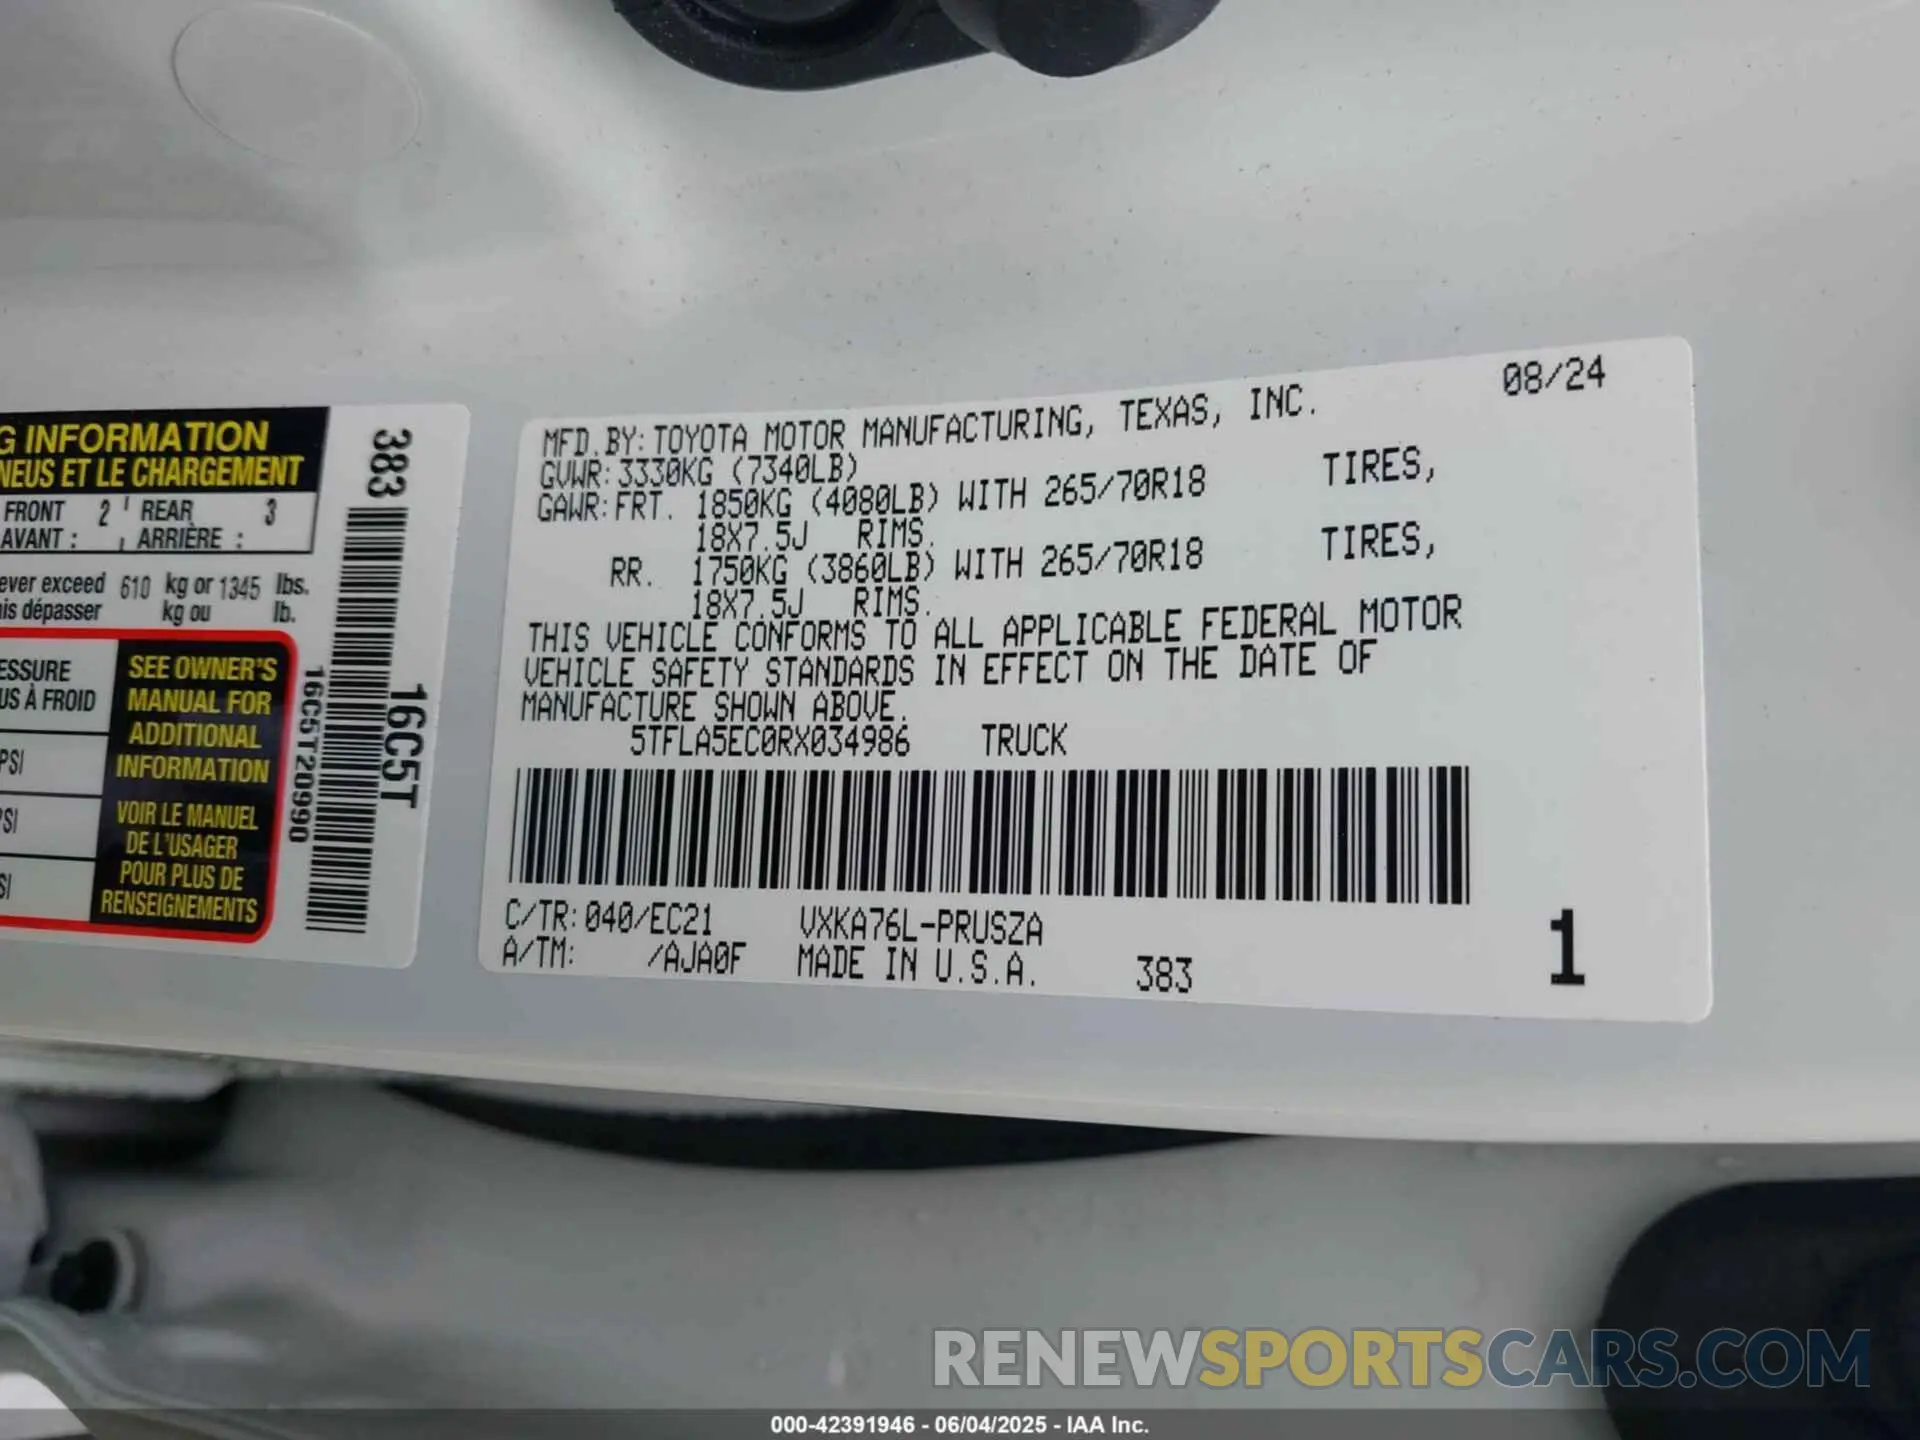 G INFORMATION
NEUS ET LE CHARGEMENT
FRONT 2 REAR 3
AVANT : ARRIÈRE :
ever exceed 610 kg or 1345 lbs.
is dépasser kg ou lb.
ESSURE
US À FROID
PSI
PSI
SI
SEE OWNER'S
MANUAL FOR
ADDITIONAL
INFORMATION
VOIR LE MANUEL
DE L'USAGER
POUR PLUS DE
RENSEIGNEMENTS
383
16C5T20990
16C5T
08/24
MFD.BY:TOYOTA MOTOR MANUFACTURING, TEXAS, INC.
GVWR:3330KG (7340LB)
GAWR:FRT. 1850KG (4080LB) WITH 265/70R18 TIRES,
18X7.5J RIMS.
RR. 1750KG (3860LB) WITH 265/70R18 TIRES,
18X7.5J RIMS.
THIS VEHICLE CONFORMS TO ALL APPLICABLE FEDERAL MOTOR
VEHICLE SAFETY STANDARDS IN EFFECT ON THE DATE OF
MANUFACTURE SHOWN ABOVE.
5TFLA5EC0RX034986 TRUCK
C/TR:040/EC21 VXKA76L-PRUSZA
A/TM: /AJA0F MADE IN U.S.A. 383
1
RENEWSPORTSCARS.COM
000-42391946 - 06/04/2025 - IAA Inc.